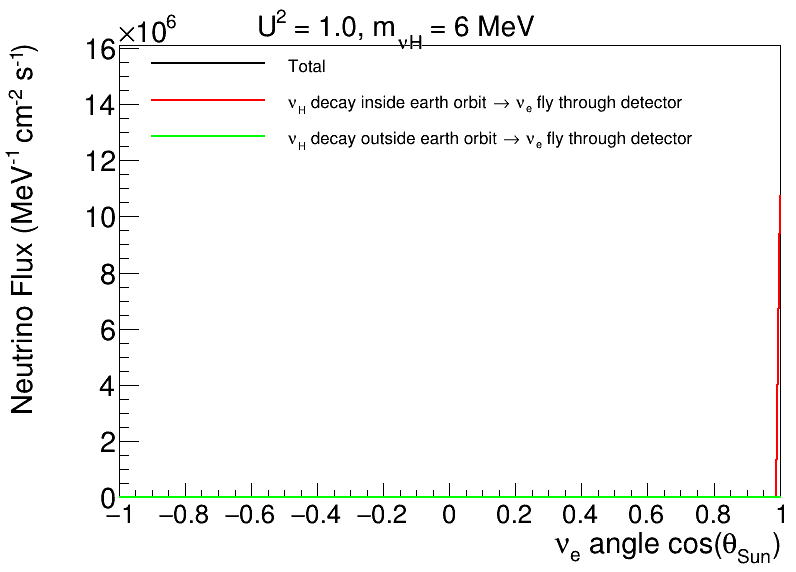 U² = 1.0, m_νH = 6 MeV
×10⁶
Neutrino Flux (MeV⁻¹ cm⁻² s⁻¹)
16
14
12
10
8
6
4
2
0
Total
ν_H decay inside earth orbit → ν_e fly through detector
ν_H decay outside earth orbit → ν_e fly through detector
−1 −0.8 −0.6 −0.4 −0.2 0 0.2 0.4 0.6 0.8 1
ν_e angle cos(θ_Sun)